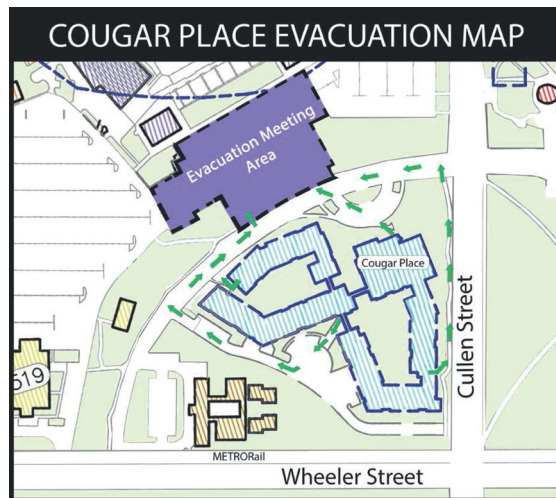 COUGAR PLACE EVACUATION MAP
Evacuation Meeting
Area
Cougar Place
Cullen Street
519
METRORail
Wheeler Street